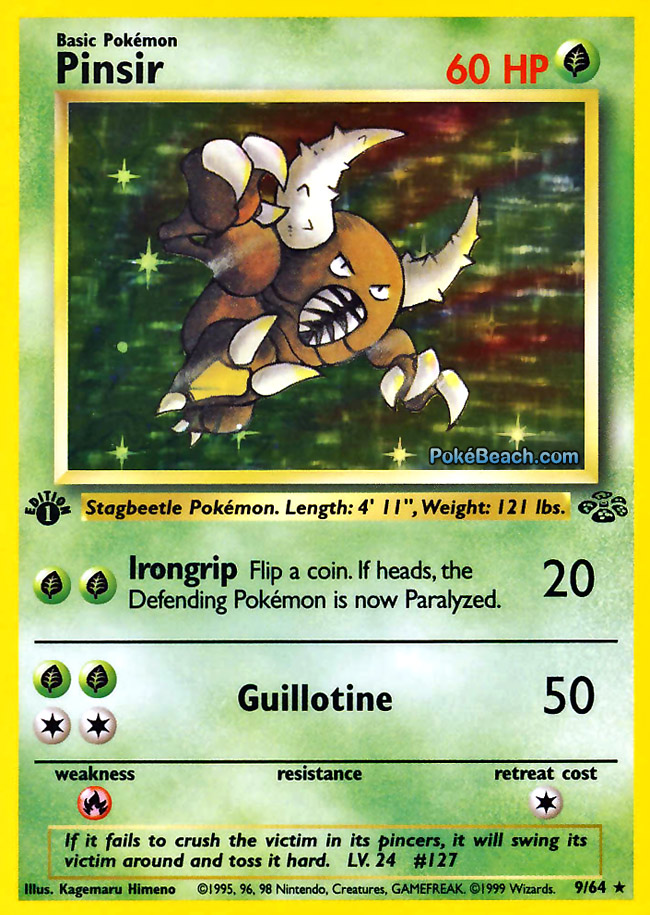 Basic Pokémon
Pinsir
60 HP
PokéBeach.com
EDITION
1
Stagbeetle Pokémon. Length: 4' 11", Weight: 121 lbs.
Irongrip Flip a coin. If heads, the
Defending Pokémon is now Paralyzed.
20
Guillotine
50
weakness
resistance
retreat cost
If it fails to crush the victim in its pincers, it will swing its
victim around and toss it hard. LV. 24 #127
Illus. Kagemaru Himeno ©1995, 96, 98 Nintendo, Creatures, GAMEFREAK. ©1999 Wizards. 9/64 ★